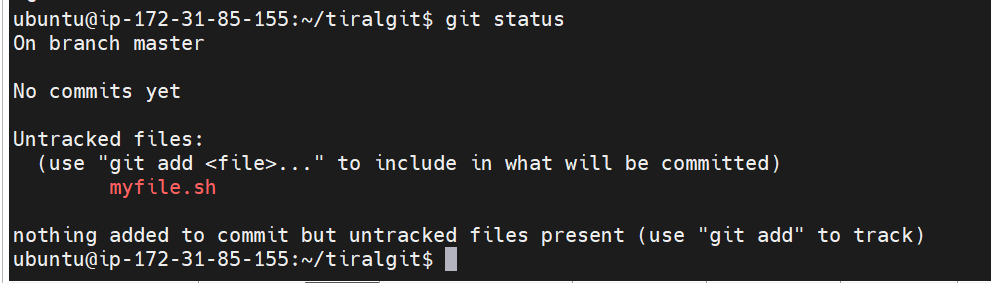 ubuntu@ip-172-31-85-155:~/tiralgit$ git status
On branch master
No commits yet
Untracked files:
(use "git add <file>..." to include in what will be committed)
myfile.sh
nothing added to commit but untracked files present (use "git add" to track)
ubuntu@ip-172-31-85-155:~/tiralgit$